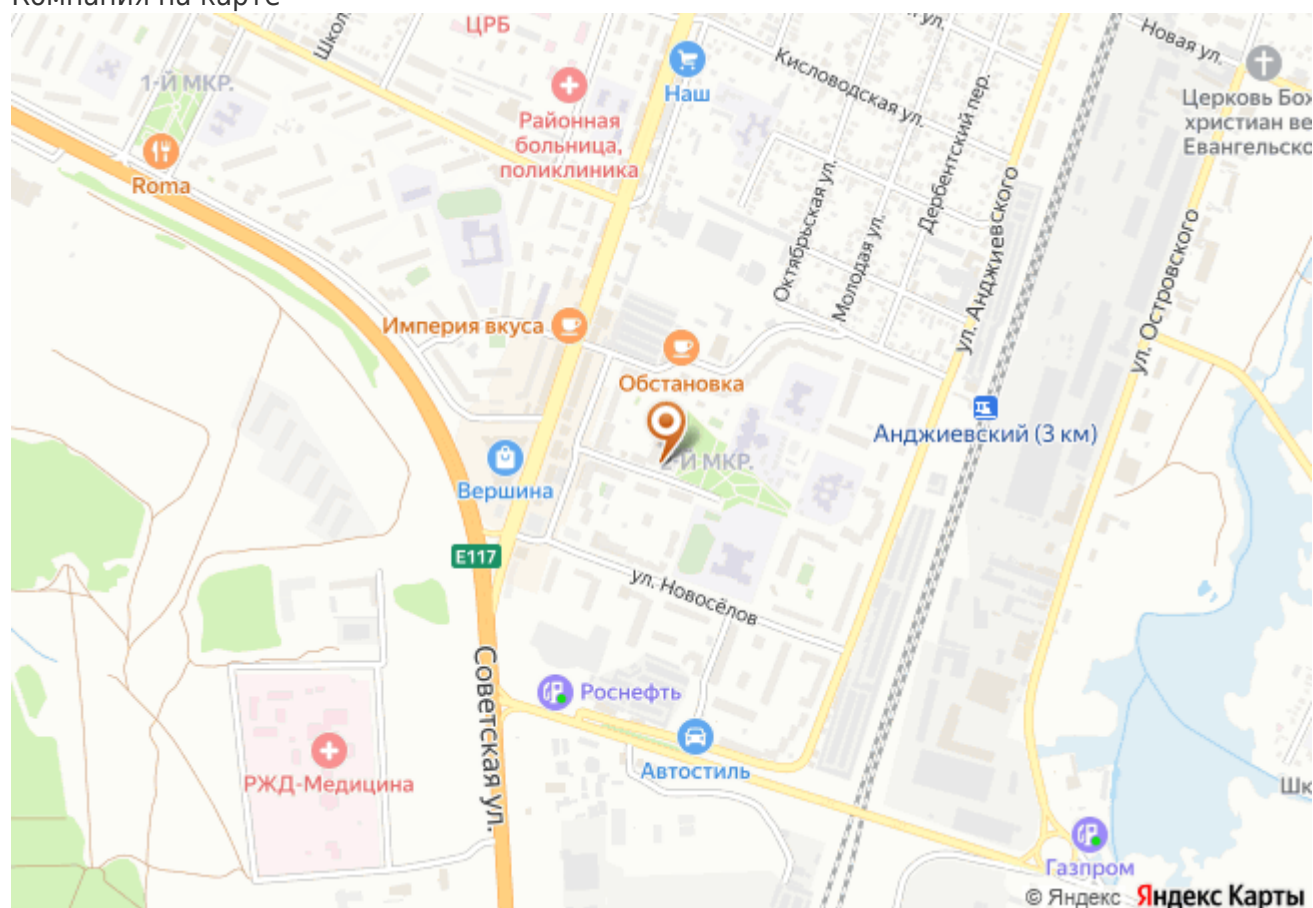 Компания на карте
ЦРБ
Школ
Наш
Кисловодская ул.
ул.
Новая ул.
1-Й МКР.
Районная
больница,
поликлиника
Дербентский пер.
Церковь Бож
христиан ве
Евангельско
Roma
Октябрьская ул.
Молодая ул.
ул. Анджиевского
ул. Островского
Империя вкуса
Обстановка
Анджиевский (3 км)
-Й МКР.
Вершина
E117
ул. Новосёлов
Советская ул.
Роснефть
Автостиль
РЖД-Медицина
Шк
Газпром
© Яндекс Яндекс Карты